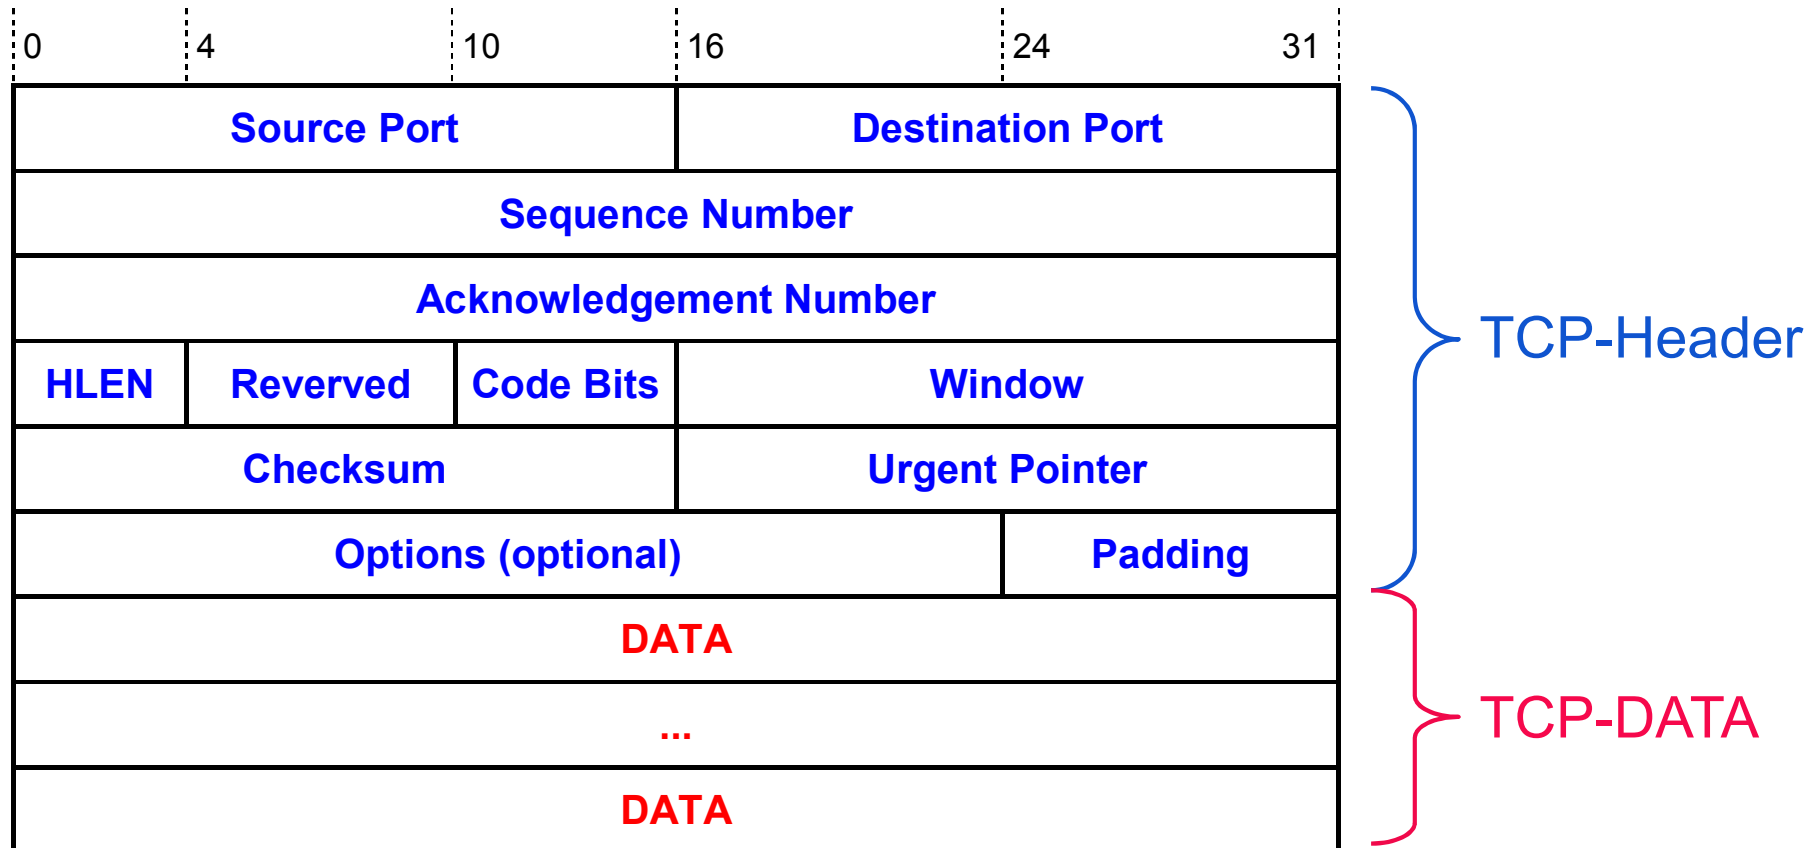 0 4 10 16 24 31
Source Port Destination Port
Sequence Number
Acknowledgement Number
HLEN Reverved Code Bits Window
Checksum Urgent Pointer
Options (optional) Padding
TCP-Header
DATA
...
DATA
TCP-DATA